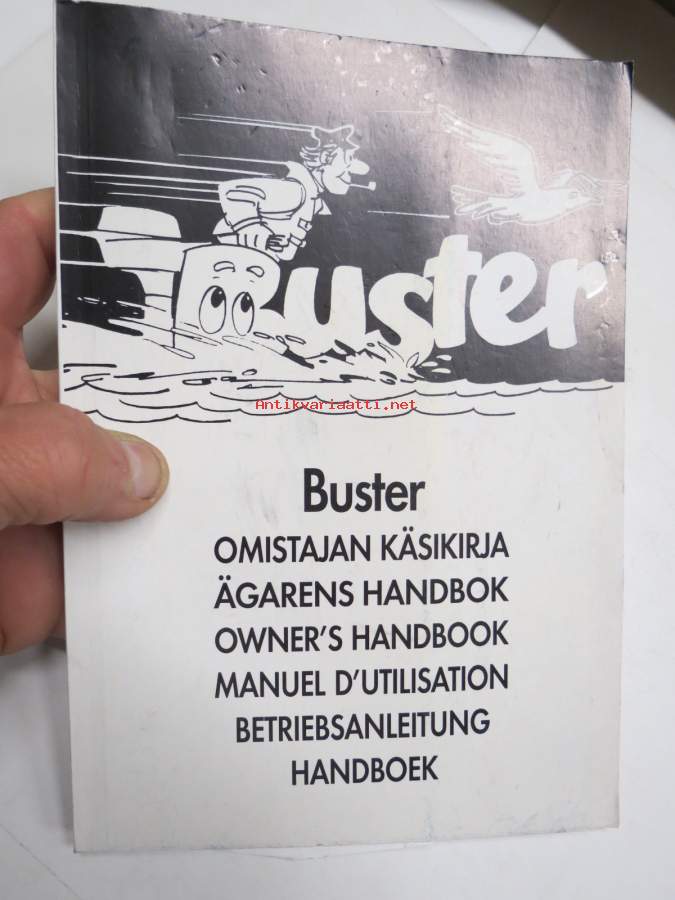 Buster
Antikvariaatti.net
Buster
OMISTAJAN KÄSIKIRJA
ÄGARENS HANDBOK
OWNER'S HANDBOOK
MANUEL D'UTILISATION
BETRIEBSANLEITUNG
HANDBOEK